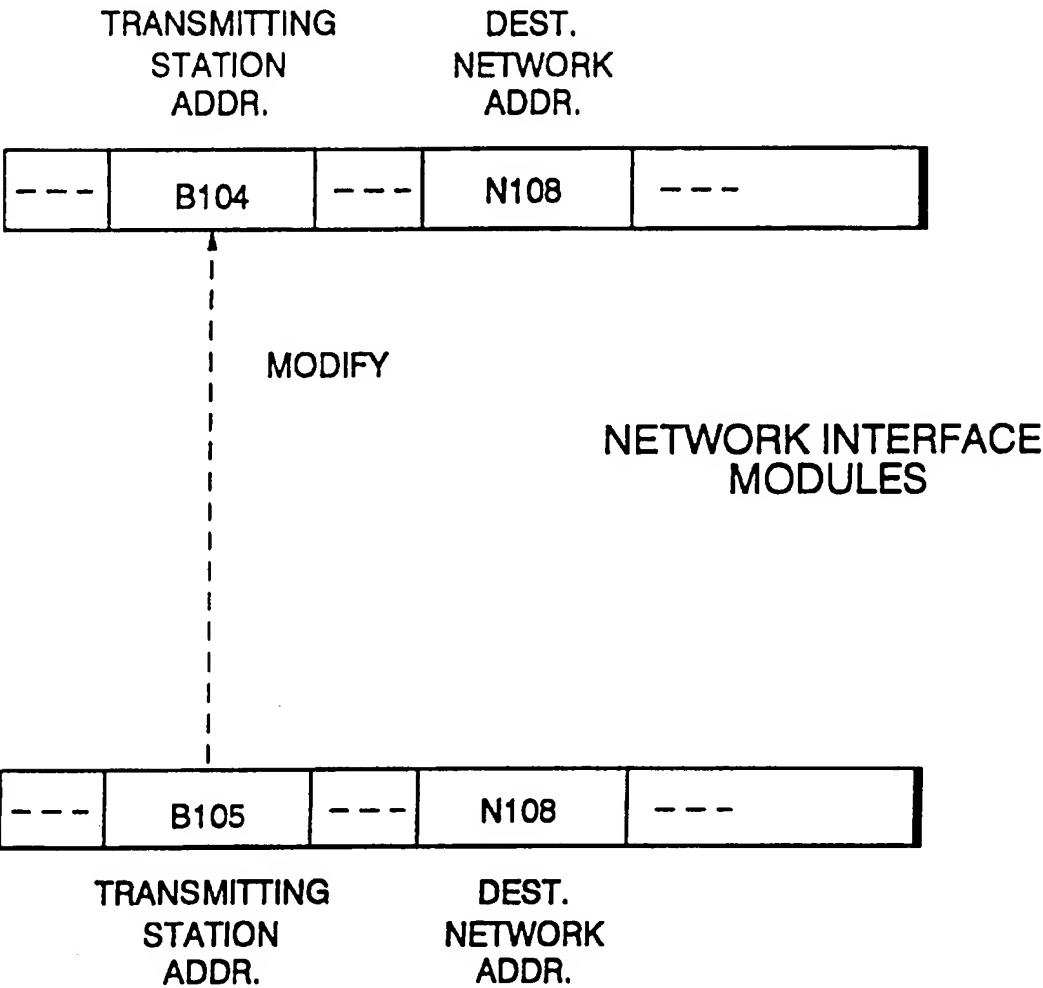 TRANSMITTING
STATION
ADDR.
DEST.
NETWORK
ADDR.
--- B104 --- N108 ---
MODIFY
NETWORK INTERFACE
MODULES
--- B105 --- N108 ---
TRANSMITTING
STATION
ADDR.
DEST.
NETWORK
ADDR.